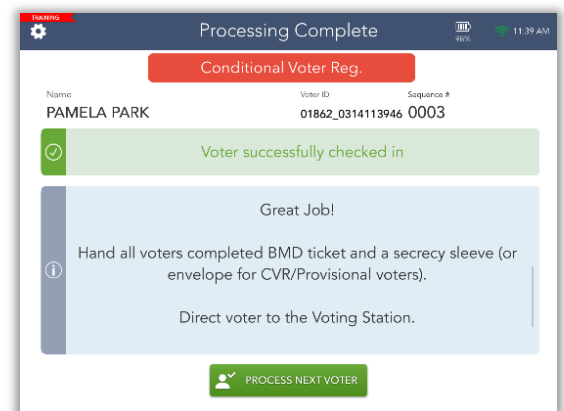 TRAINING
Processing Complete
98%
11:39 AM
Conditional Voter Reg.
Name
Voter ID
Sequence #
PAMELA PARK
01862_0314113946
0003
Voter successfully checked in
Great Job!
Hand all voters completed BMD ticket and a secrecy sleeve (or
envelope for CVR/Provisional voters).
Direct voter to the Voting Station.
PROCESS NEXT VOTER